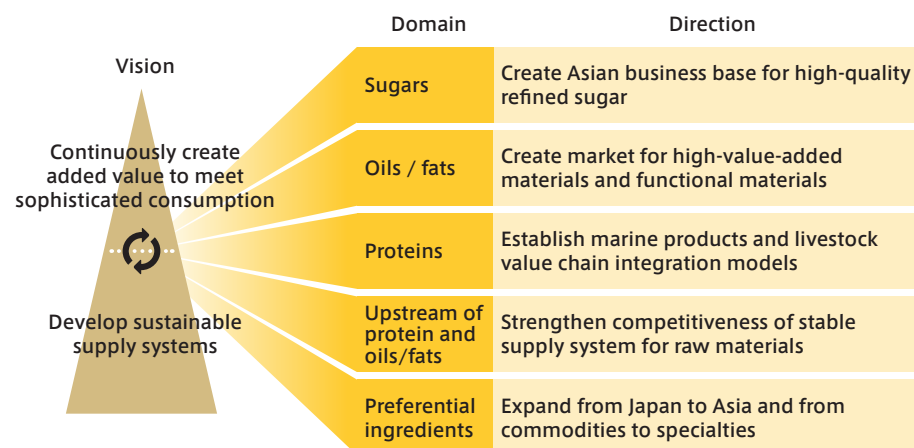 Domain
Direction
Vision
Continuously create
added value to meet
sophisticated consumption
Develop sustainable
supply systems
Sugars
Create Asian business base for high-quality
refined sugar
Oils / fats
Create market for high-value-added
materials and functional materials
Proteins
Establish marine products and livestock
value chain integration models
Upstream of
protein and
oils/fats
Strengthen competitiveness of stable
supply system for raw materials
Preferential
ingredients
Expand from Japan to Asia and from
commodities to specialties